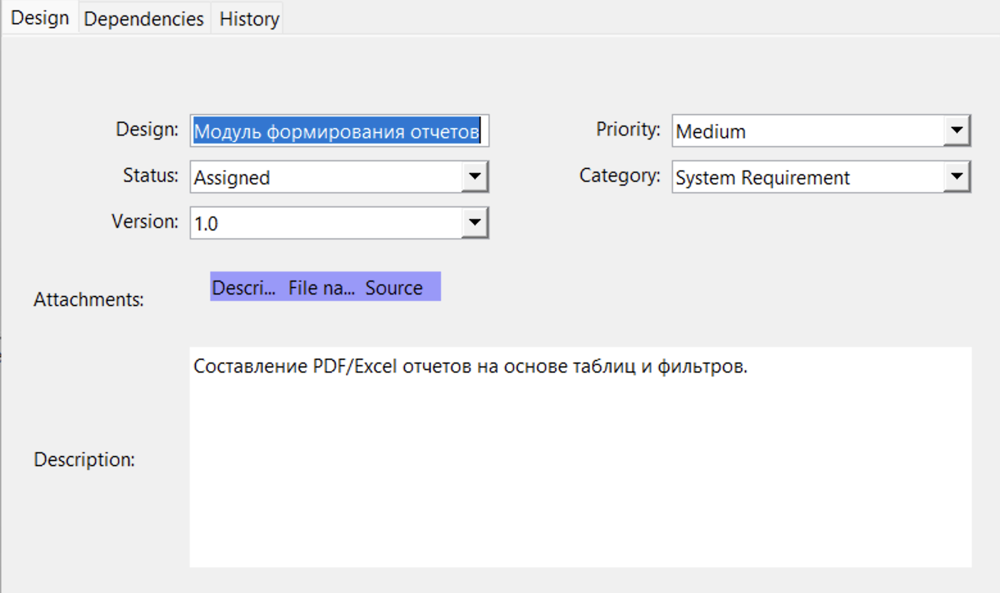 Design Dependencies History
Design: Модуль формирования отчетов Priority: Medium
Status: Assigned Category: System Requirement
Version: 1.0
Attachments: Descri... File na... Source
Составление PDF/Excel отчетов на основе таблиц и фильтров.
Description: